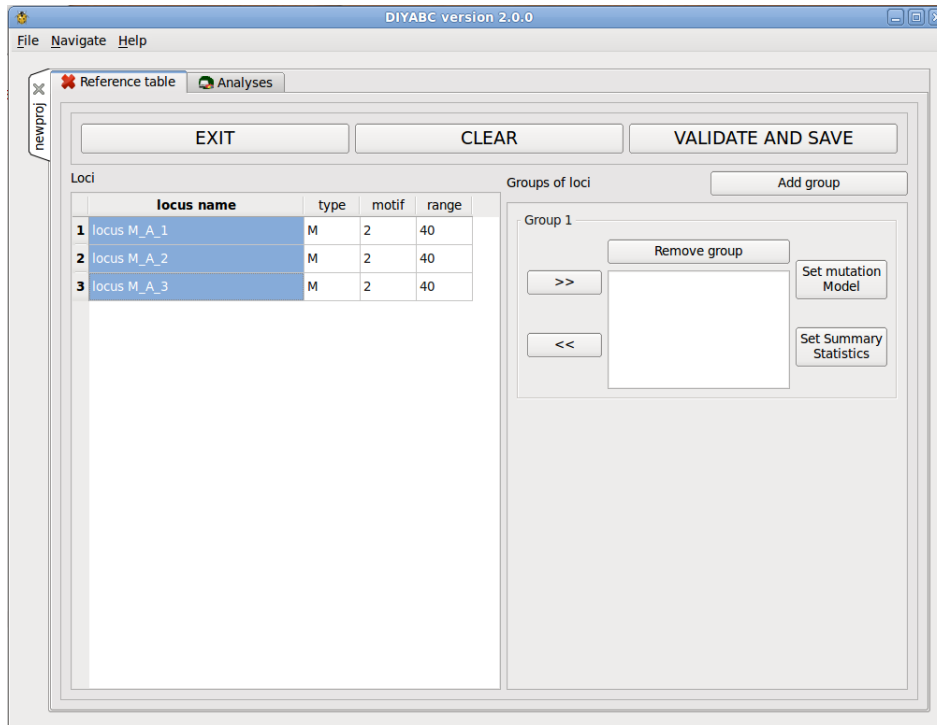 DIYABC version 2.0.0
File Navigate Help
newproj
Reference table Analyses
EXIT CLEAR VALIDATE AND SAVE
Loci
Groups of loci Add group
locus name type motif range
1 locus M_A_1 M 2 40
2 locus M_A_2 M 2 40
3 locus M_A_3 M 2 40
Group 1
Remove group
>>
<<
Set mutation
Model
Set Summary
Statistics